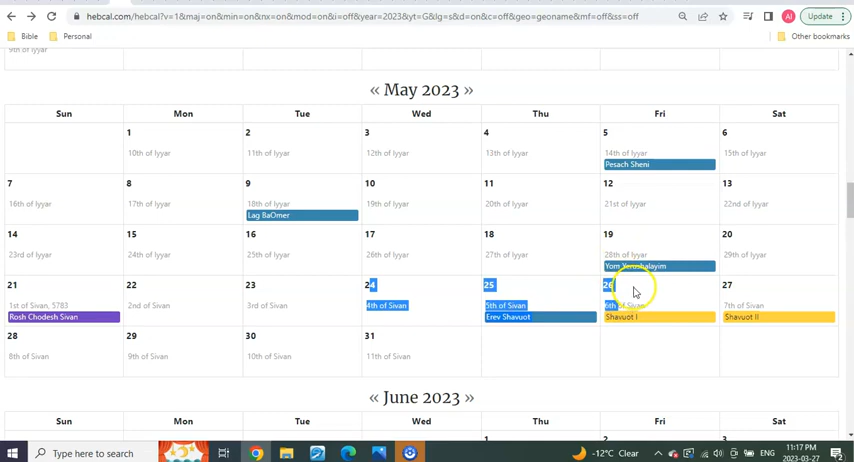 hebcal.com/hebcal?v=1&maj=on&min=on&nx=on&mod=on&i=off&year=2023&yt=G&lg=s&d=on&c=off&geo=geoname&mf=off&ss=off
AI
Update
Bible
Personal
Other bookmarks
9th of Iyyar
« May 2023 »
Sun Mon Tue Wed Thu Fri Sat
1 2 3 4 5 6
10th of Iyyar 11th of Iyyar 12th of Iyyar 13th of Iyyar 14th of Iyyar 15th of Iyyar
Pesach Sheni
7 8 9 10 11 12 13
16th of Iyyar 17th of Iyyar 18th of Iyyar 19th of Iyyar 20th of Iyyar 21st of Iyyar 22nd of Iyyar
Lag BaOmer
14 15 16 17 18 19 20
23rd of Iyyar 24th of Iyyar 25th of Iyyar 26th of Iyyar 27th of Iyyar 28th of Iyyar 29th of Iyyar
Yom Yerushalayim
21 22 23 24 25 26 27
1st of Sivan, 5783 2nd of Sivan 3rd of Sivan 4th of Sivan 5th of Sivan 6th of Sivan 7th of Sivan
Rosh Chodesh Sivan Erev Shavuot Shavuot I Shavuot II
28 29 30 31
8th of Sivan 9th of Sivan 10th of Sivan 11th of Sivan
« June 2023 »
Sun Mon Tue Wed Thu Fri Sat
1 2 3
Type here to search
-12°C Clear
ENG
11:17 PM
2023-03-27
2